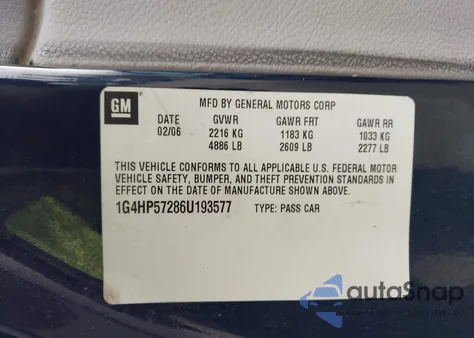 GM
MFD BY GENERAL MOTORS CORP
DATE GVWR GAWR FRT GAWR RR
02/06 2216 KG 1183 KG 1033 KG
4886 LB 2609 LB 2277 LB
THIS VEHICLE CONFORMS TO ALL APPLICABLE U.S. FEDERAL MOTOR
VEHICLE SAFETY, BUMPER, AND THEFT PREVENTION STANDARDS IN
EFFECT ON THE DATE OF MANUFACTURE SHOWN ABOVE.
1G4HP57286U193577 TYPE: PASS CAR
autoSnap